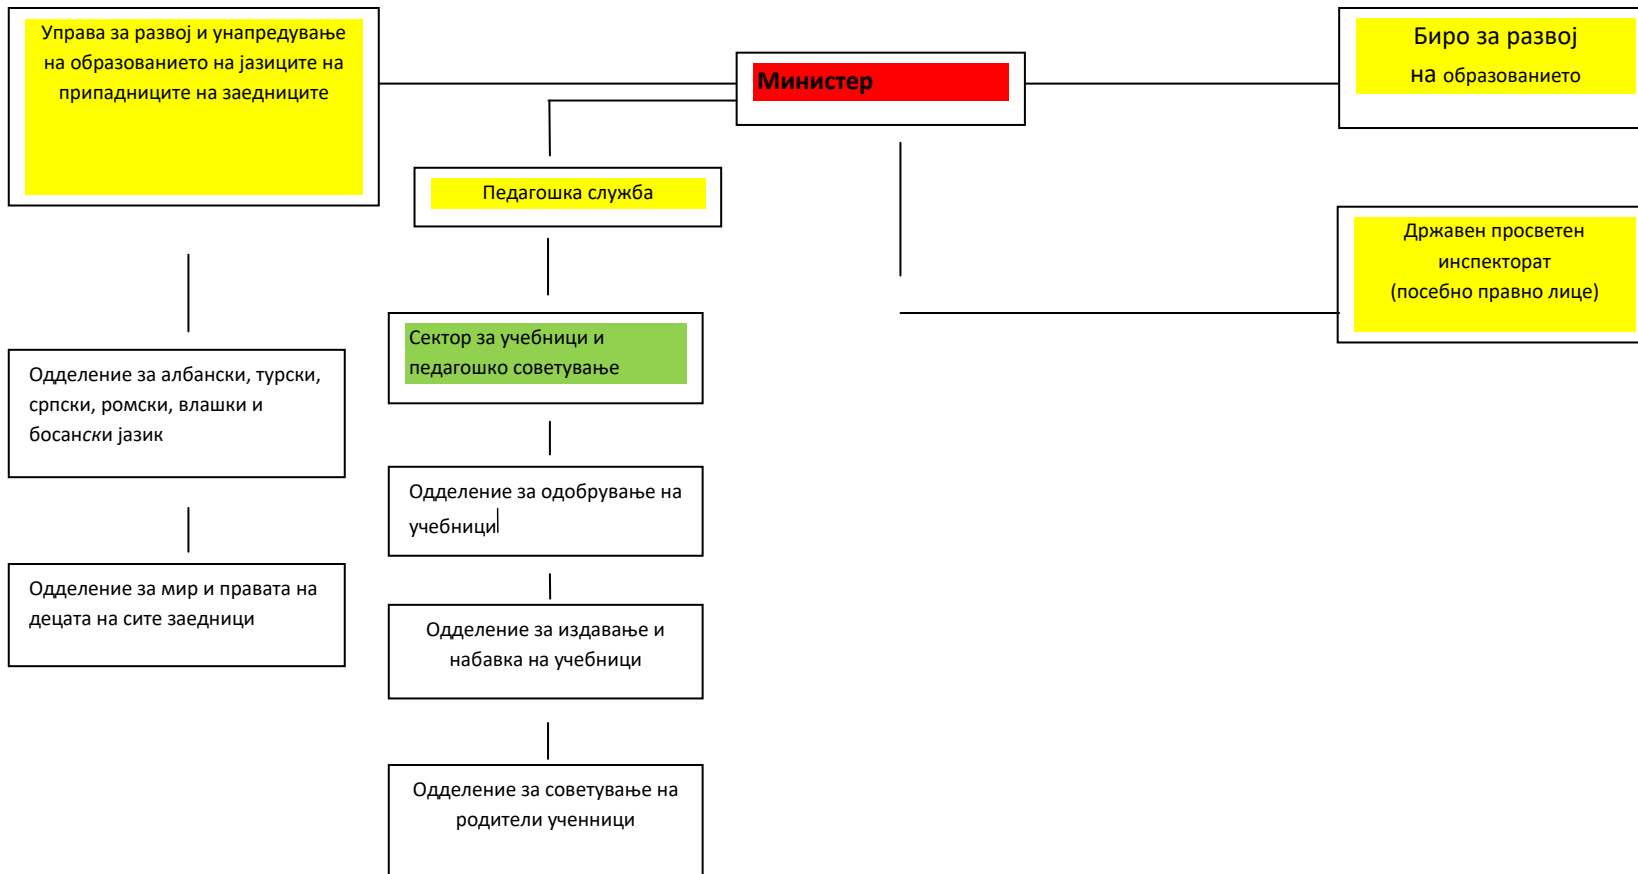 Управа за развој и унапредување
на образованието на јазиците на
припадниците на заедниците
Министер
Биро за развој
на образованието
Педагошка служба
Државен просветен
инспекторат
(посебно правно лице)
Сектор за учебници и
педагошко советување
Одделение за албански, турски,
српски, ромски, влашки и
босански јазик
Одделение за одобрување на
учебници
Одделение за мир и правата на
децата на сите заедници
Одделение за издавање и
набавка на учебници
Одделение за советување на
родители ученници